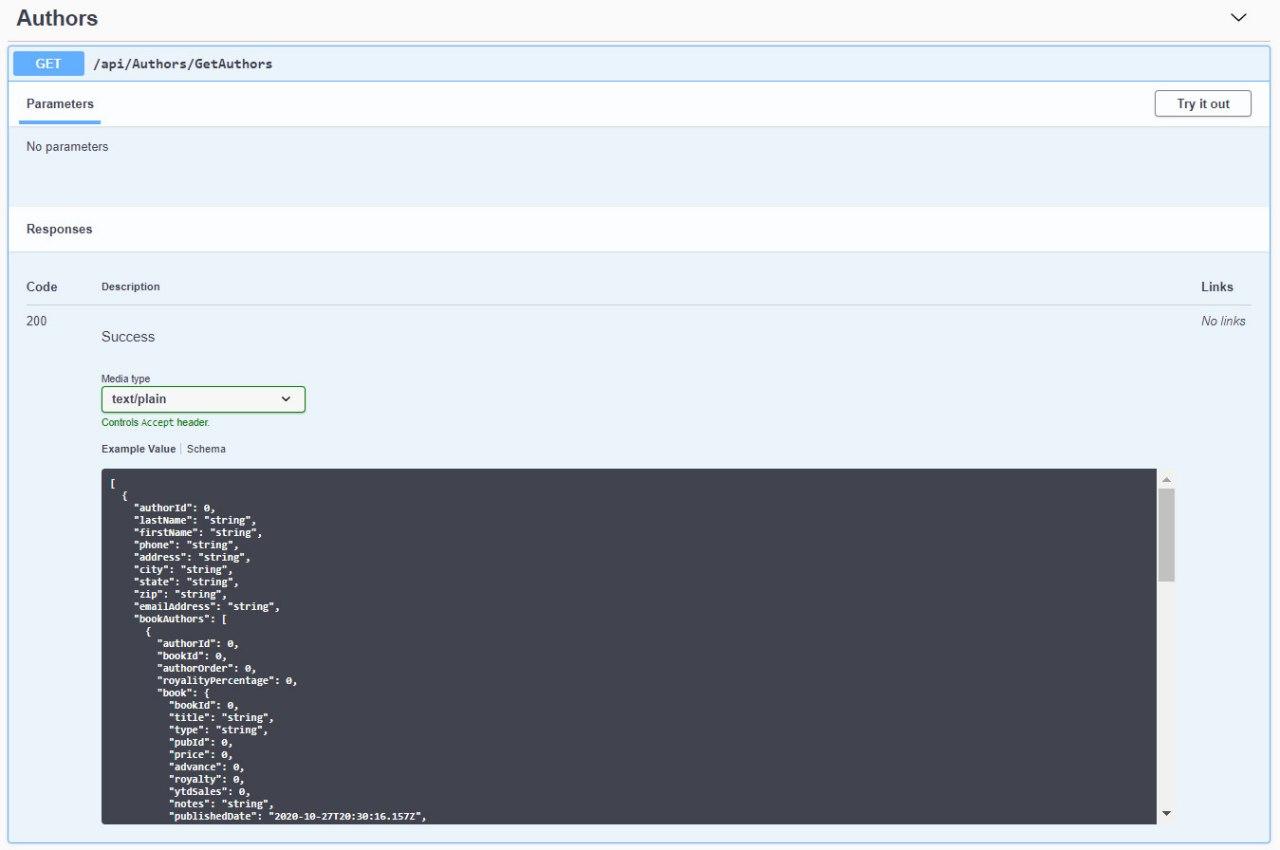 Authors
GET /api/Authors/GetAuthors
Parameters Try it out
No parameters
Responses
Code Description Links
200 Success No links
Media type
text/plain
Controls Accept header.
Example Value Schema
[
  {
    "authorId": 0,
    "lastName": "string",
    "firstName": "string",
    "phone": "string",
    "address": "string",
    "city": "string",
    "state": "string",
    "zip": "string",
    "emailAddress": "string",
    "bookAuthors": [
      {
        "authorId": 0,
        "bookId": 0,
        "authorOrder": 0,
        "royalityPercentage": 0,
        "book": {
          "bookId": 0,
          "title": "string",
          "type": "string",
          "pubId": 0,
          "price": 0,
          "advance": 0,
          "royalty": 0,
          "ytdSales": 0,
          "notes": "string",
          "publishedDate": "2020-10-27T20:30:16.157Z",